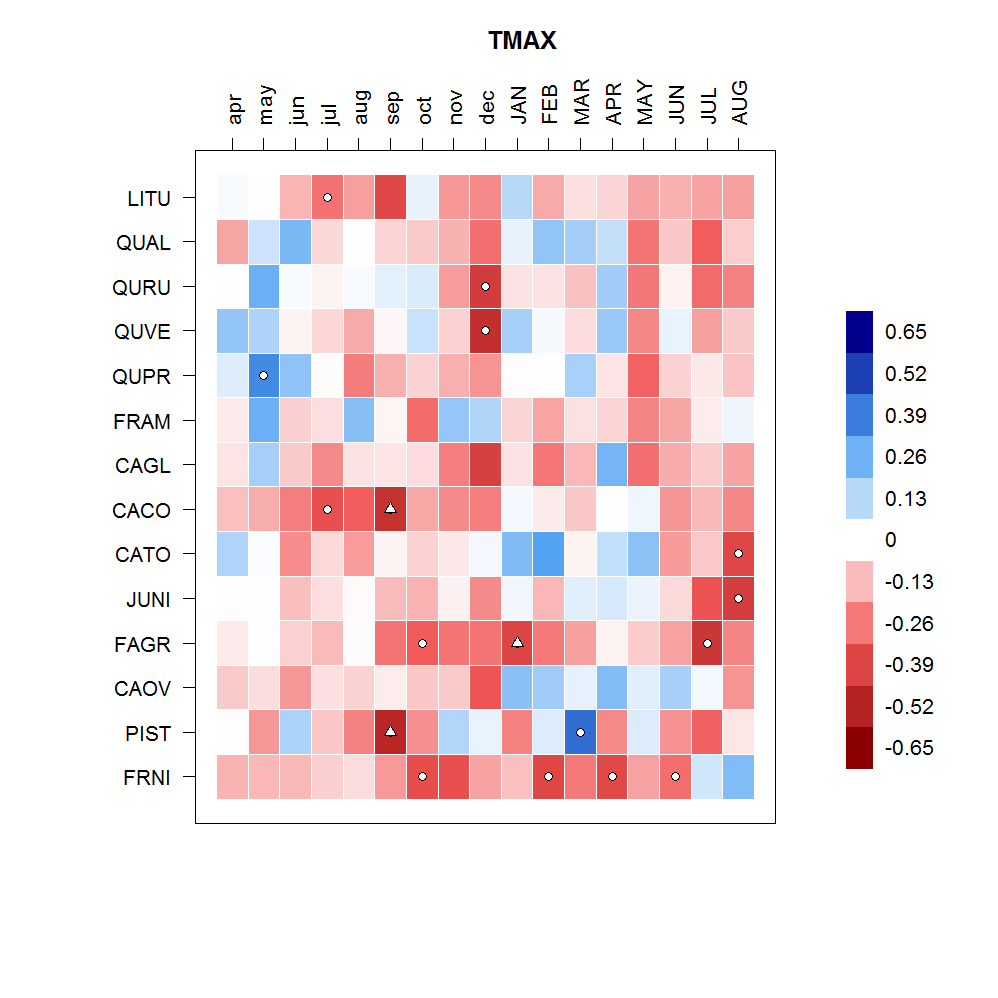 TMAX
apr may jun jul aug sep oct nov dec JAN FEB MAR APR MAY JUN JUL AUG
LITU
QUAL
QURU
QUVE
QUPR
FRAM
CAGL
CACO
CATO
JUNI
FAGR
CAOV
PIST
FRNI
0.65
0.52
0.39
0.26
0.13
0
-0.13
-0.26
-0.39
-0.52
-0.65